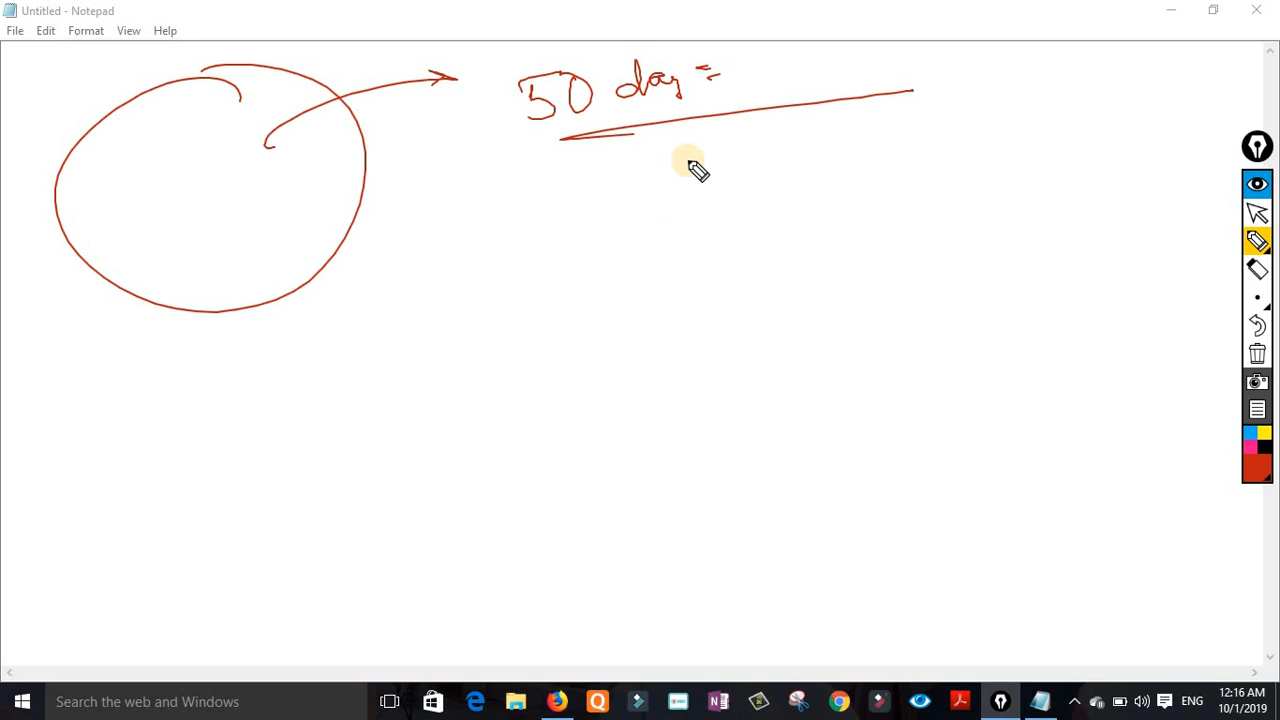 Untitled - Notepad
File Edit Format View Help
50 day =
Search the web and Windows
ENG
12:16 AM
10/1/2019